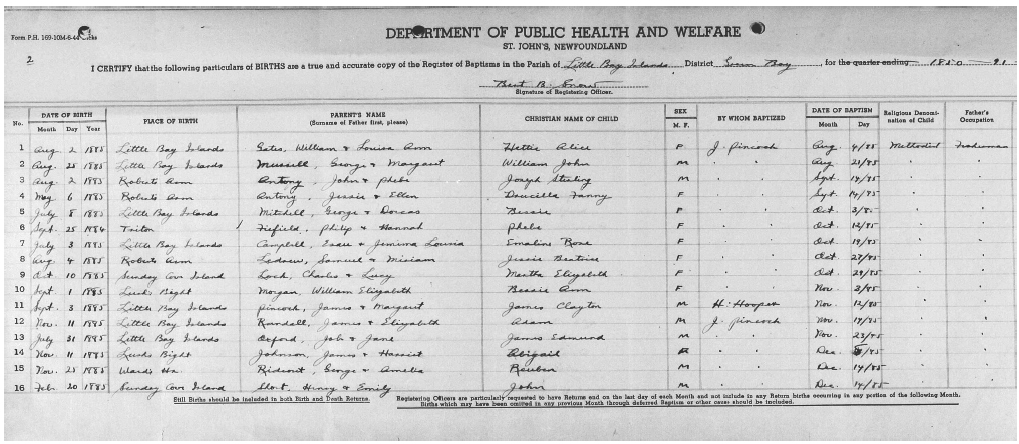 Form P.H. 169-10M-6-44
DEPARTMENT OF PUBLIC HEALTH AND WELFARE
ST. JOHN'S, NEWFOUNDLAND
2
I CERTIFY that the following particulars of BIRTHS are a true and accurate copy of the Register of Baptisms in the Parish of Little Bay Islands. District Green Bay, for the quarter ending 1850 - 91
Bert B. Snow
Signature of Registering Officer.
No. DATE OF BIRTH Month Day Year PLACE OF BIRTH PARENT'S NAME (Surname of Father first, please) CHRISTIAN NAME OF CHILD SEX M. F. BY WHOM BAPTIZED DATE OF BAPTISM Month Day Religious Denomination of Child Father's Occupation
1 Aug 2 1885 Little Bay Islands Gates, William & Louisa Ann Hettie Alice F J. Pincock Aug. 4/85 Methodist
2 Aug. 25 1885 Little Bay Islands Mursell, George & Margaret William John M " " Aug 23/85 "
3 Aug. 2 1883 Roberts Arm Antony, John & Phebe Joseph Sterling M " " Sept. 14/85 "
4 May 6 1883 Roberts Arm Antony, Jessie & Ellen Drucilla Fanny F " " Sept 14/85 "
5 July 8 1885 Little Bay Islands Mitchell, George & Dorcas Bessie F " " Oct "
6 Sept. 25 1884 Triton Fifield, Philip & Hannah Phebe F " " Oct 12/85 "
7 July 3 1885 Little Bay Islands Campbell, Esau & Jemima Louisa Emaline Rose F " " Oct 19/85 "
8 Aug 4 1885 Roberts Arm Ledrew, Samuel & Miriam Jessie Beatrice F " " Oct 27/85 "
9 Oct 10 1885 Sunday Cove Island Loch, Charles & Lucy Martha Elizabeth F " " Oct. 29/85 "
10 Sept. 1 1885 Lushs Bight Morgan, William Elizabeth Bessie Ann F " " Nov. 3/85 "
11 Sept. 3 1885 Little Bay Islands Pincock, James & Margaret James Clayton M H. Hooper Nov. 12/85 "
12 Nov. 11 1885 Little Bay Islands Randall, James & Elizabeth Adam M J. Pincock Nov. 19/85 "
13 July 31 1885 Little Bay Islands Oxford, Job & Jane James Edmund M " " Nov. 23/85 "
14 Nov. 11 1885 Lushs Bight Johnson, James & Harriet Abigail " " Dec. "
15 Nov. 25 1885 Wards Hr. Rideout, George & Amelia Reuben M " " Dec. 14/85 "
16 Feb. 20 1885 Sunday Cove Island Short, Henry & Emily John M " " Dec. 14/85 "
Still Births should be included in both Birth and Death Returns.
Registering Officers are particularly requested to have Returns end on the last day of each Month and not include in any Return births occurring in any portion of the following Month.
Births which may have been omitted in any previous Month through deferred Baptism or other cause should be included.